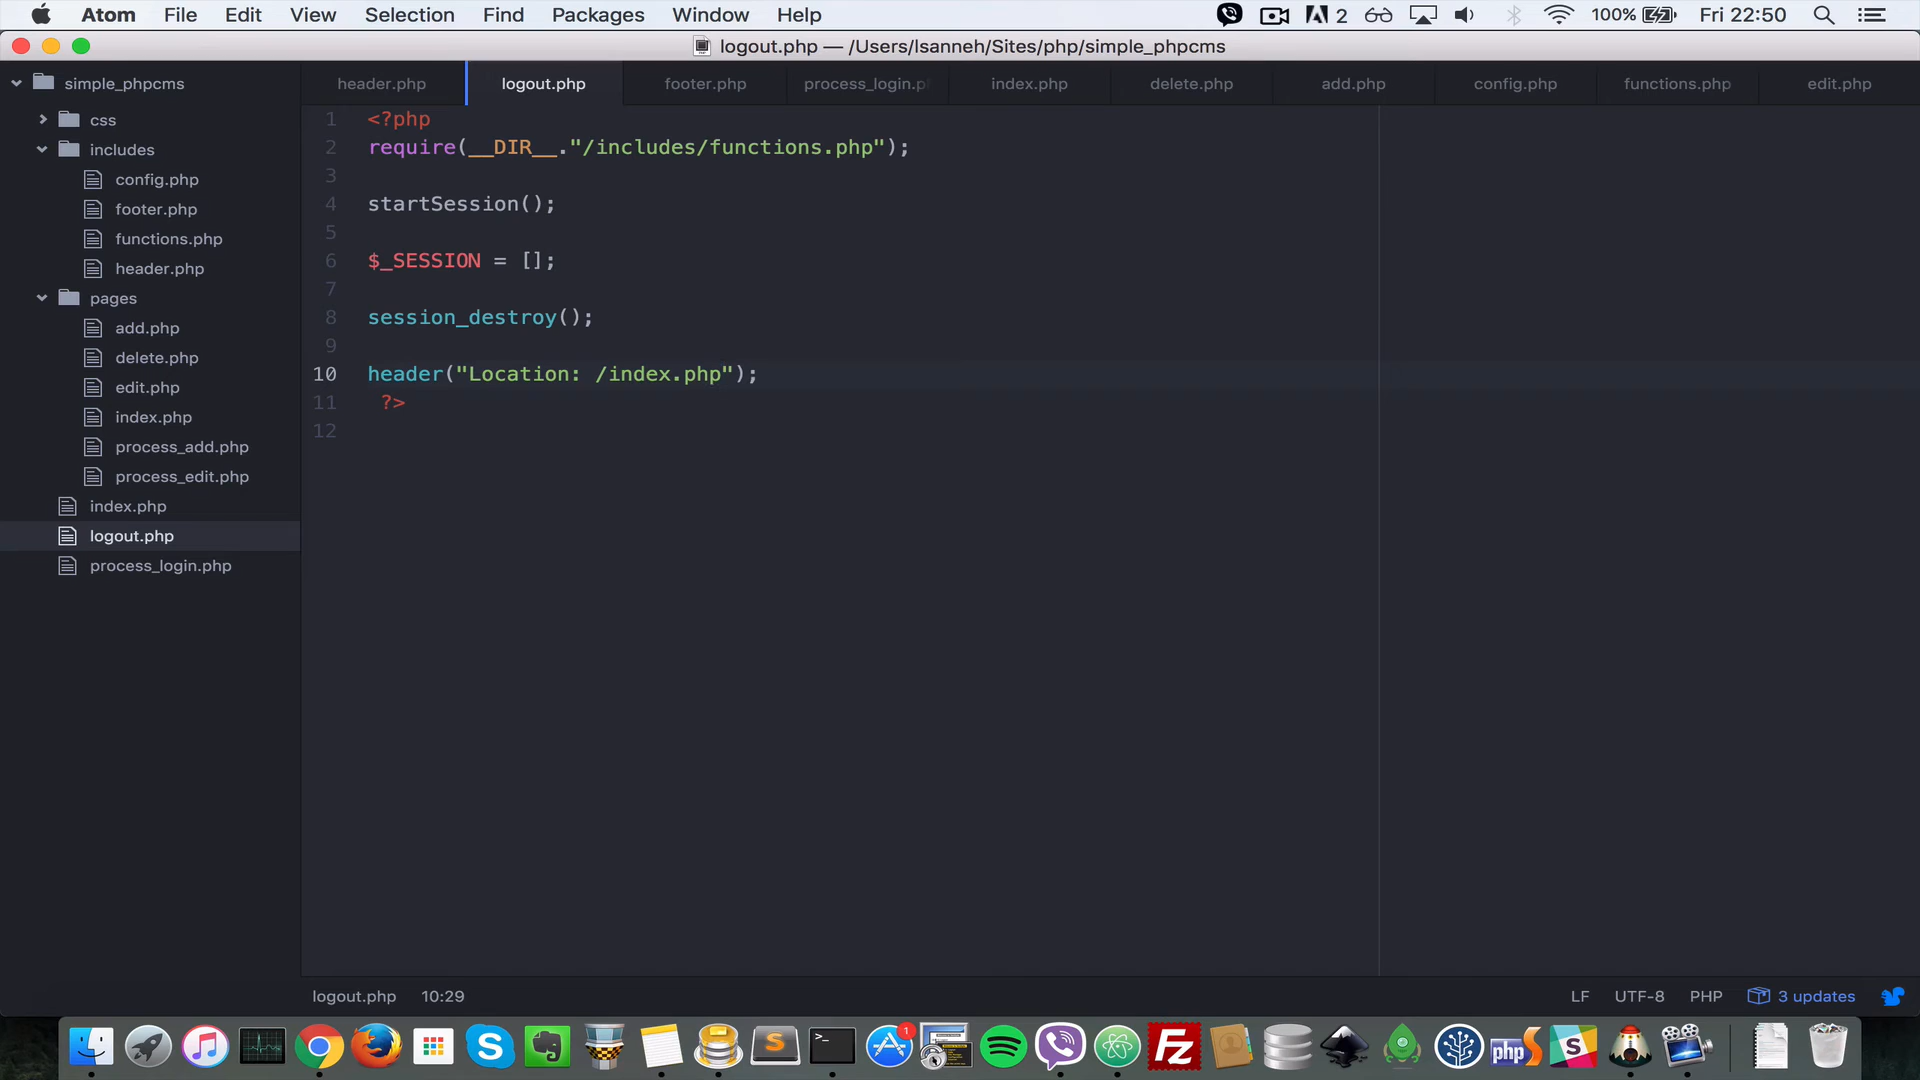 Atom File Edit View Selection Find Packages Window Help 2 100% Fri 22:50
logout.php — /Users/lsanneh/Sites/php/simple_phpcms
simple_phpcms
css
includes
config.php
footer.php
functions.php
header.php
pages
add.php
delete.php
edit.php
index.php
process_add.php
process_edit.php
index.php
logout.php
process_login.php
header.php logout.php footer.php process_login.p index.php delete.php add.php config.php functions.php edit.php
1 <?php
2 require(__DIR__."/includes/functions.php");
3
4 startSession();
5
6 $_SESSION = [];
7
8 session_destroy();
9
10 header("Location: /index.php");
11 ?>
12
logout.php 10:29 LF UTF-8 PHP 3 updates
S
S
>_
1
Fz
php
S